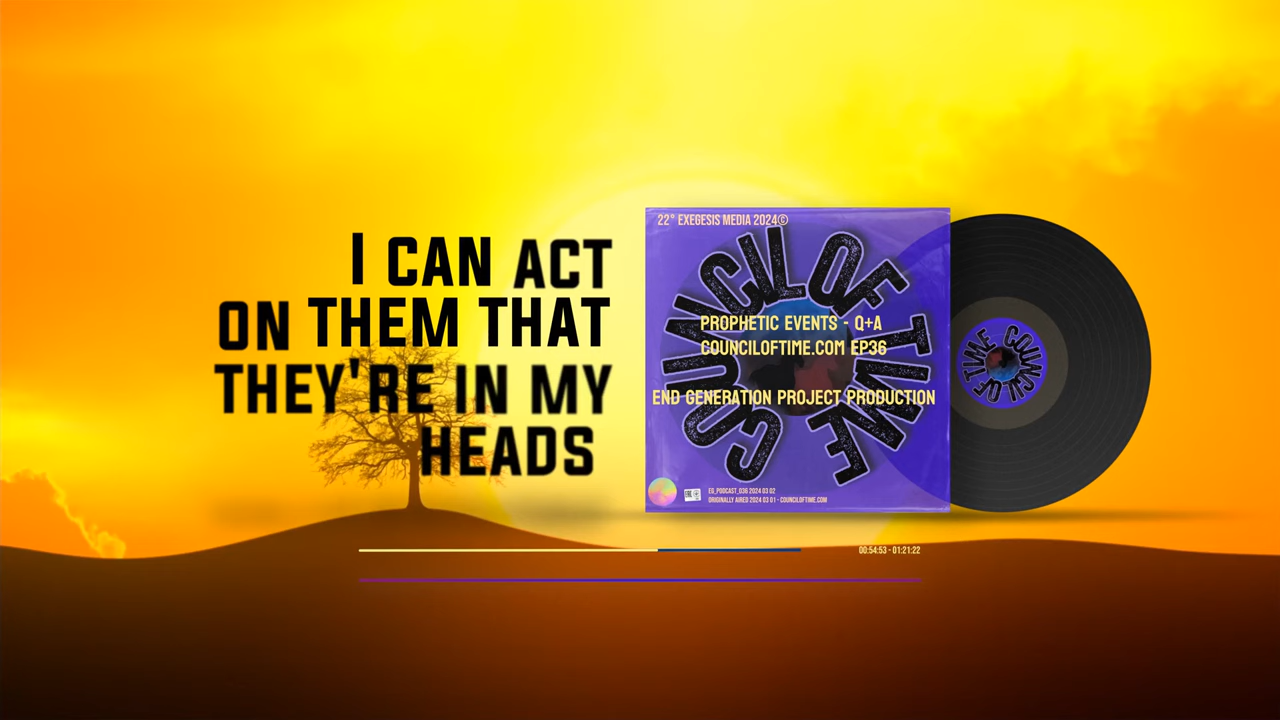 I CAN ACT
ON THEM THAT
THEY'RE IN MY
HEADS
22° EXEGESIS MEDIA 2024©
COUNCIL OF TIME
PROPHETIC EVENTS - Q+A
COUNCILOFTIME.COM EP36
END GENERATION PROJECT PRODUCTION
EG_PODCAST_036 2024 03 02
ORIGINALLY AIRED 2024 03 01 - COUNCILOFTIME.COM
COUNCIL OF TIME
00:54:53 - 01:21:22